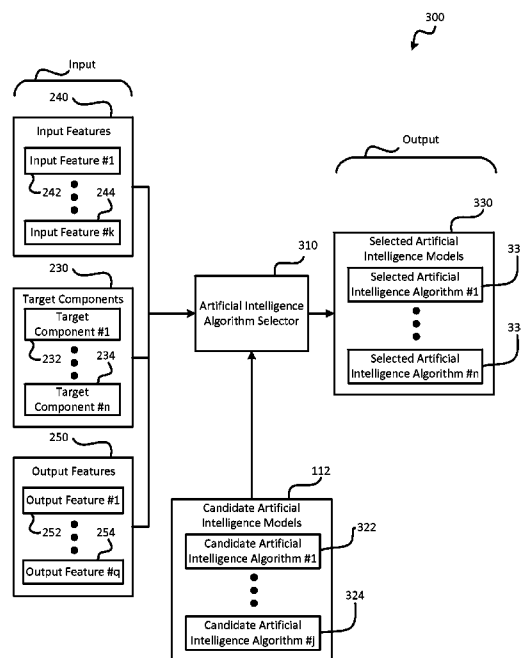 300
Input
240
Input Features
Input Feature #1
242
244
Input Feature #k
230
Target Components
Target
Component #1
232
234
Target
Component #n
250
Output Features
Output Feature #1
252
254
Output Feature #q
310
Artificial Intelligence
Algorithm Selector
Output
330
Selected Artificial
Intelligence Models
Selected Artificial
Intelligence Algorithm #1
33
Selected Artificial
Intelligence Algorithm #n
33
112
Candidate Artificial
Intelligence Models
Candidate Artificial
Intelligence Algorithm #1
322
Candidate Artificial
Intelligence Algorithm #j
324